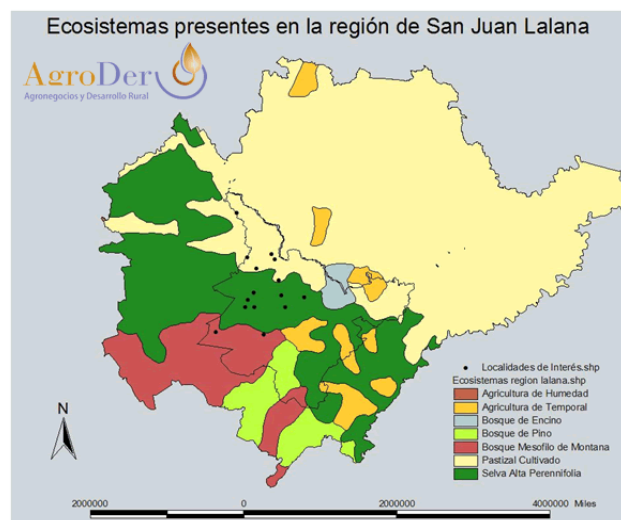 Ecosistemas presentes en la región de San Juan Lalana
AgroDer
Agronegocios y Desarrollo Rural
Localidades de Interés.shp
Ecosistemas region lalana.shp
Agricultura de Humedad
Agricultura de Temporal
Bosque de Encino
Bosque de Pino
Bosque Mesofilo de Montana
Pastizal Cultivado
Selva Alta Perennifolia
N
2000000 0 2000000 4000000 Miles